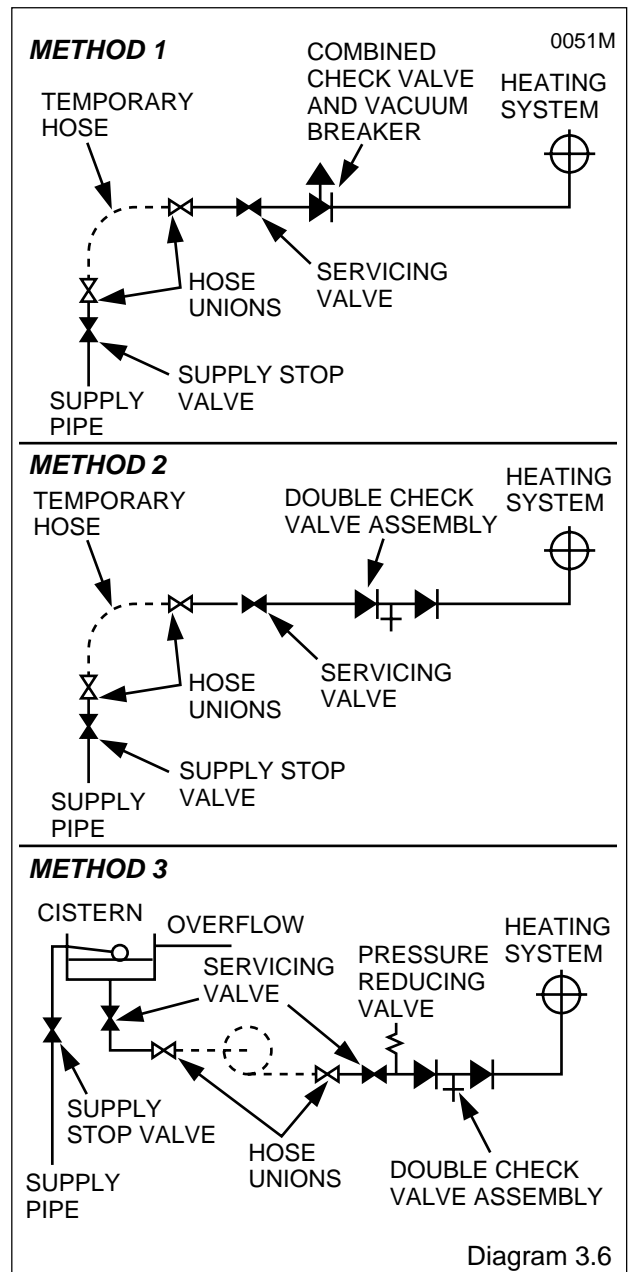 METHOD 1
0051M
COMBINED
CHECK VALVE
AND VACUUM
BREAKER
HEATING
SYSTEM
TEMPORARY
HOSE
HOSE
UNIONS
SERVICING
VALVE
SUPPLY STOP
VALVE
SUPPLY
PIPE
METHOD 2
TEMPORARY
HOSE
DOUBLE CHECK
VALVE ASSEMBLY
HEATING
SYSTEM
HOSE
UNIONS
SERVICING
VALVE
SUPPLY STOP
VALVE
SUPPLY
PIPE
METHOD 3
CISTERN
OVERFLOW
SERVICING
VALVE
PRESSURE
REDUCING
VALVE
HEATING
SYSTEM
SUPPLY
STOP VALVE
HOSE
UNIONS
DOUBLE CHECK
VALVE ASSEMBLY
SUPPLY
PIPE
Diagram 3.6